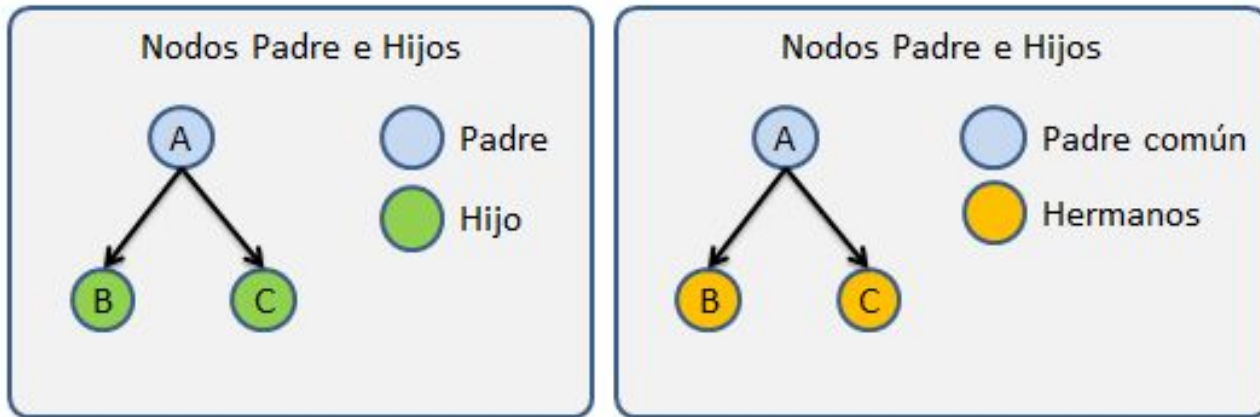 Nodos Padre e Hijos
A
Padre
Hijo
B
C
Nodos Padre e Hijos
A
Padre común
Hermanos
B
C